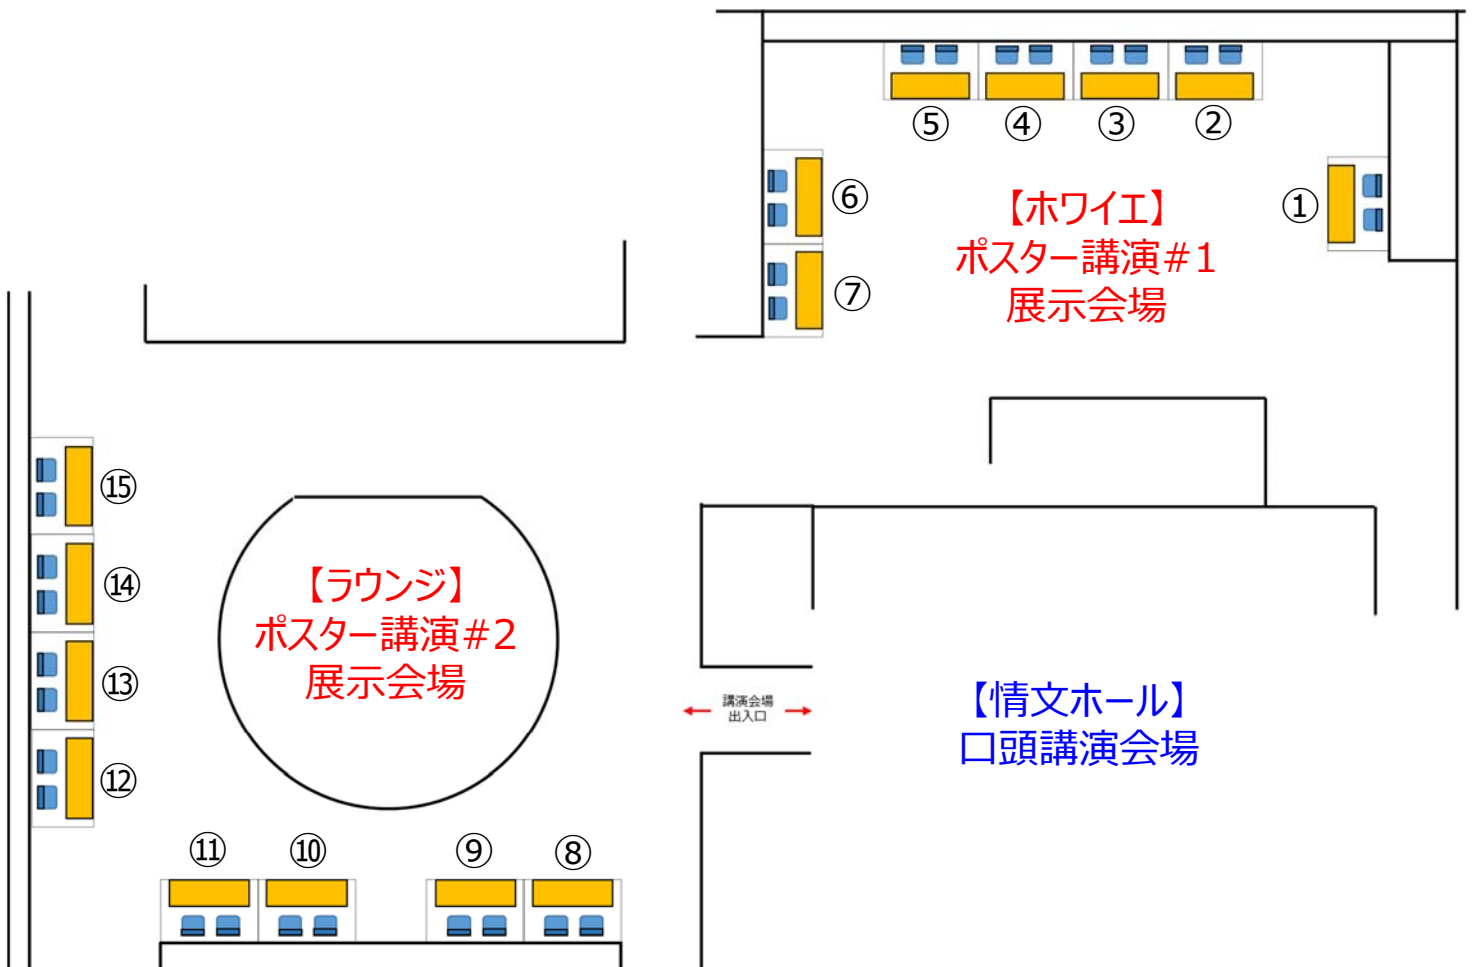 ⑤
④
③
②
⑥
①
⑦
【ホワイエ】
ポスター講演#1
展示会場
⑮
⑭
⑬
⑫
【ラウンジ】
ポスター講演#2
展示会場
講演会場
出入口
【情文ホール】
口頭講演会場
⑪
⑩
⑨
⑧